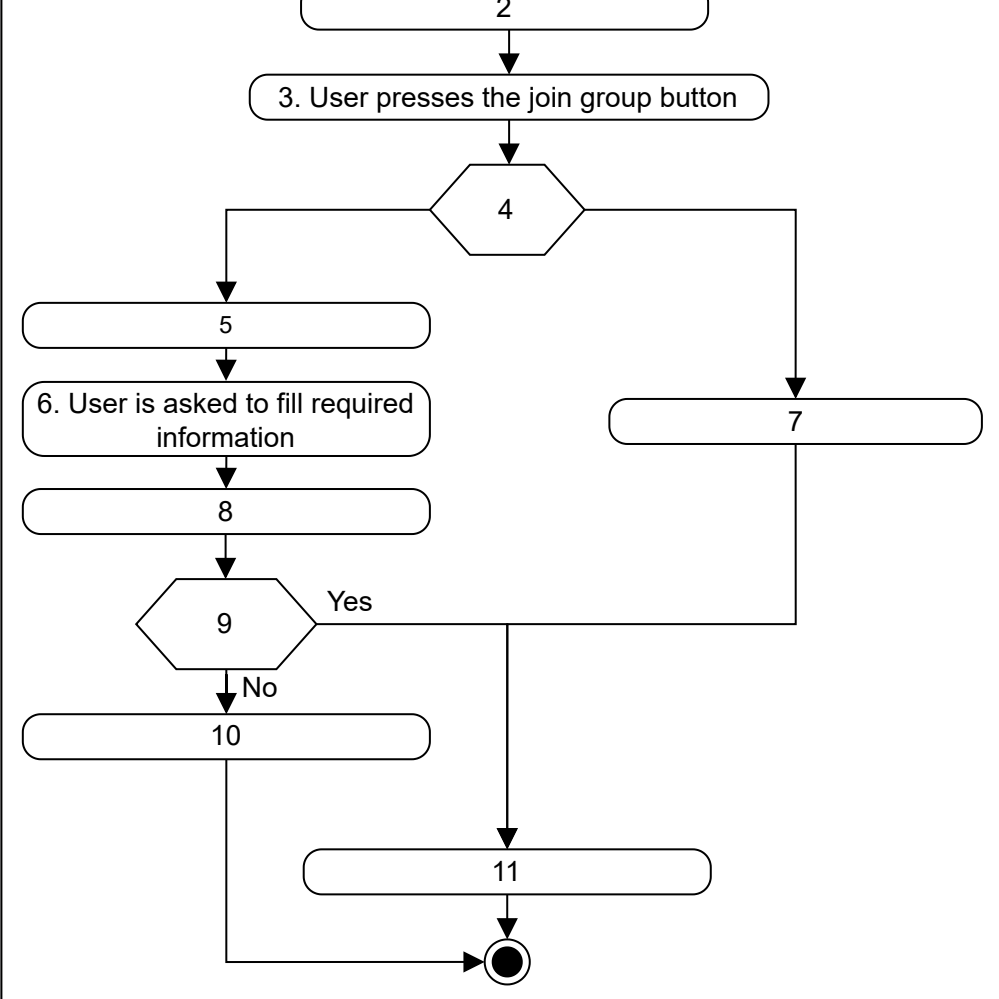 2
3. User presses the join group button
4
5
6. User is asked to fill required
information
7
8
9
Yes
No
10
11